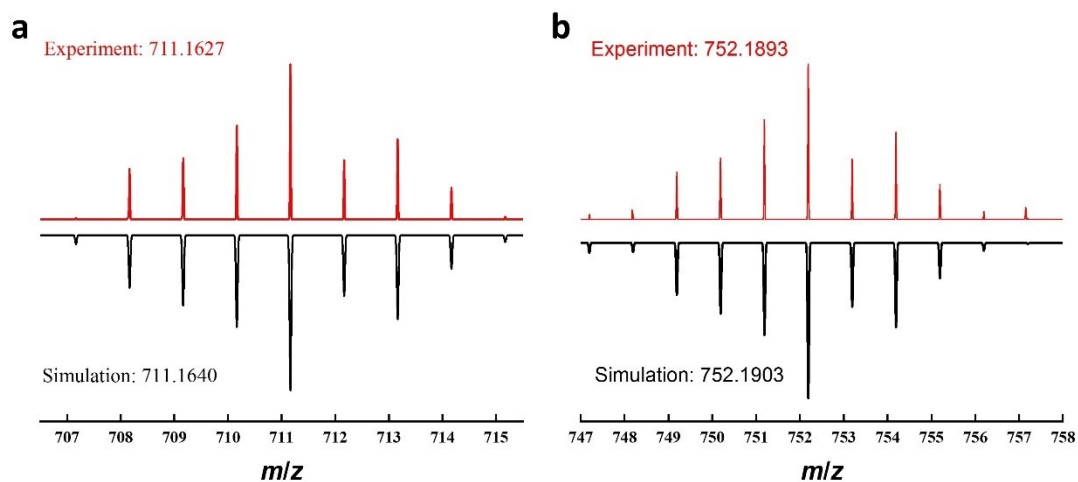 a
Experiment: 711.1627
Simulation: 711.1640
707 708 709 710 711 712 713 714 715
m/z
b
Experiment: 752.1893
Simulation: 752.1903
747 748 749 750 751 752 753 754 755 756 757 758
m/z